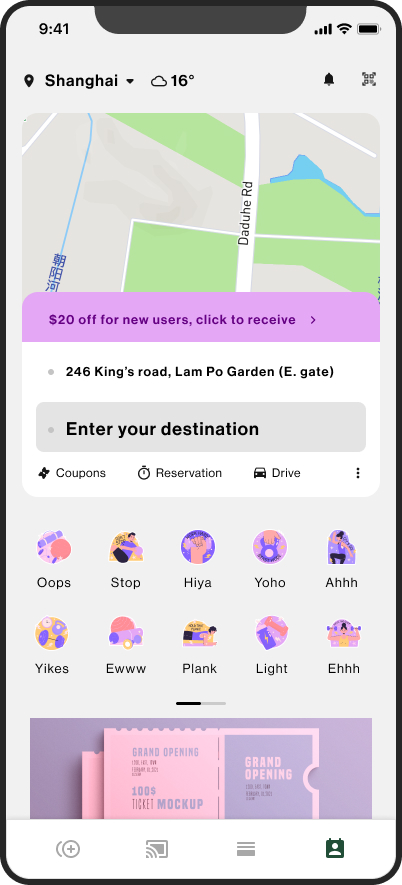 9:41
Shanghai
16°
Daduhe Rd
朝阳河
$20 off for new users, click to receive
246 King's road, Lam Po Garden (E. gate)
Enter your destination
Coupons
Reservation
Drive
Oops
Stop
Hiya
Yoho
Ahhh
Yikes
Ewww
Plank
Light
Ehhh
GRAND OPENING
100$
TICKET MOCKUP
GRAND
OPENING